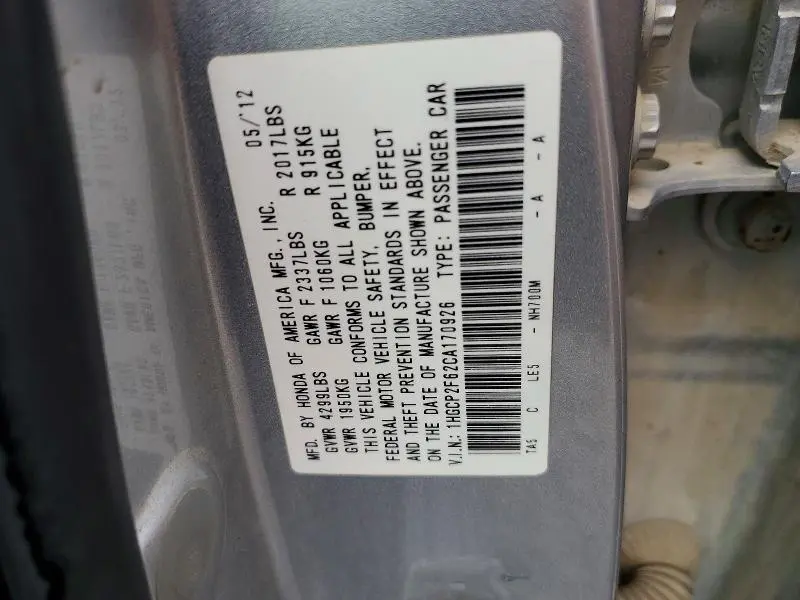 MFD. BY HONDA OF AMERICA MFG., INC. 05/'12
GVWR 4299LBS GAWR F 2337LBS R 2017LBS
GVWR 1950KG GAWR F 1060KG R 915KG
THIS VEHICLE CONFORMS TO ALL APPLICABLE
FEDERAL MOTOR VEHICLE SAFETY, BUMPER,
AND THEFT PREVENTION STANDARDS IN EFFECT
ON THE DATE OF MANUFACTURE SHOWN ABOVE.
V.I.N.: 1HGCP2F62CA170926 TYPE: PASSENGER CAR
TA5 C LE5 - NH700M - A - A